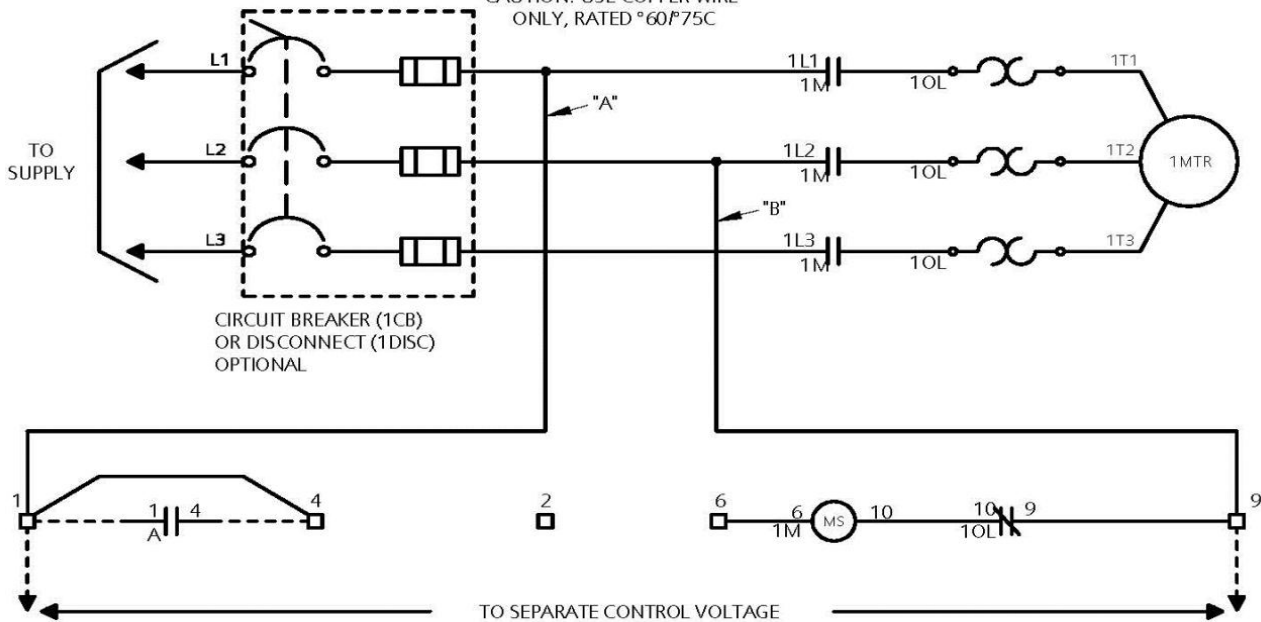 CAUTION: USE COPPER WIRE
ONLY, RATED °60/°75C
L1
1L1
1M
1OL
1T1
"A"
TO
SUPPLY
L2
1L2
1M
1OL
1T2
1MTR
"B"
L3
1L3
1M
1OL
1T3
CIRCUIT BREAKER (1CB)
OR DISCONNECT (1DISC)
OPTIONAL
1
1
4
A
4
2
6
6
1M
MS
10
10
1OL
9
9
TO SEPARATE CONTROL VOLTAGE